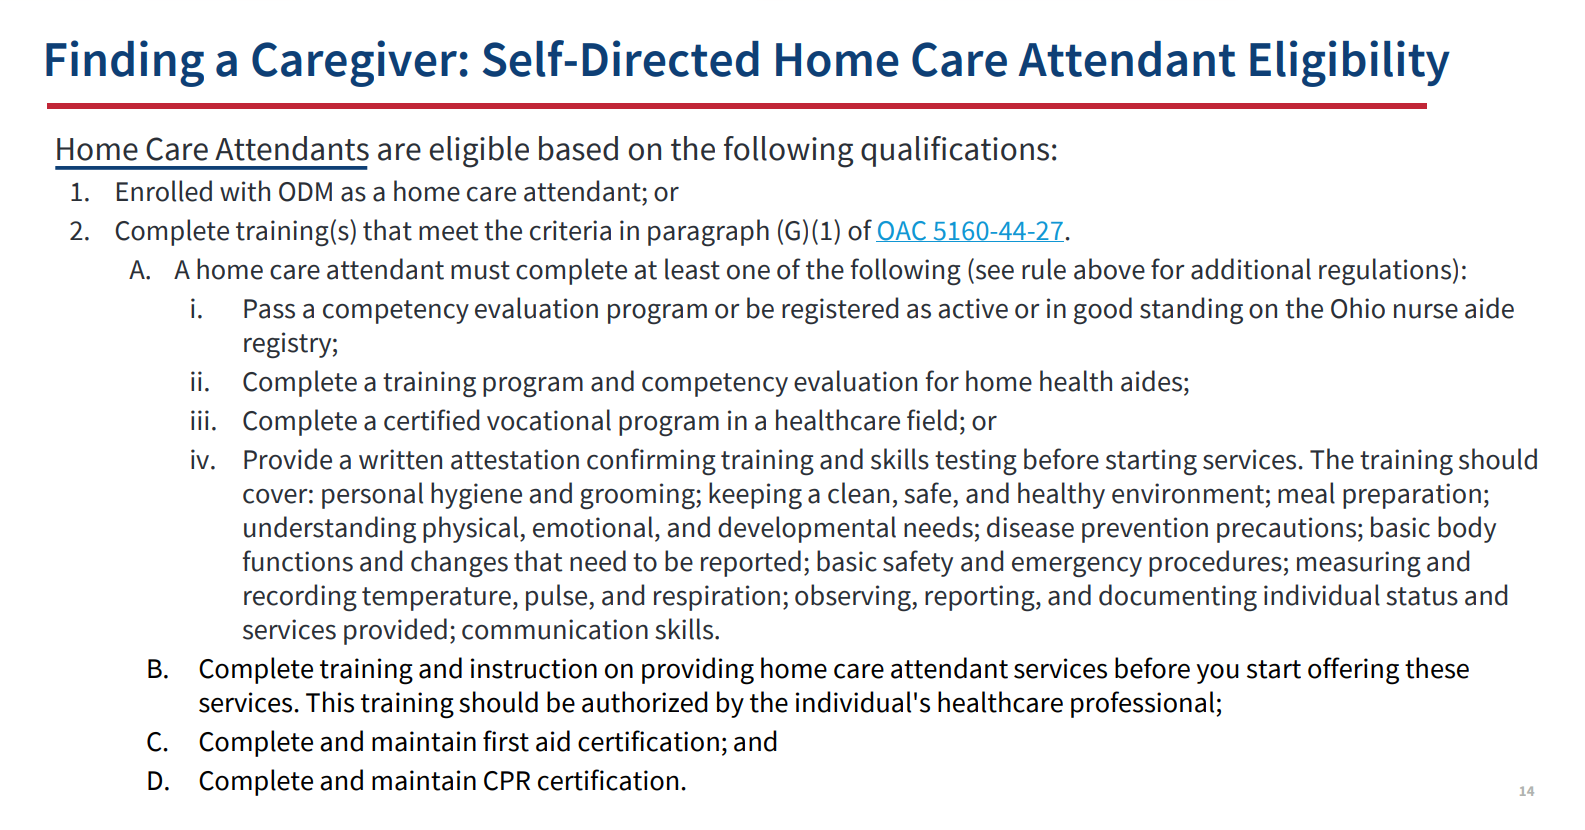 Finding a Caregiver: Self-Directed Home Care Attendant Eligibility
Home Care Attendants are eligible based on the following qualifications:
1. Enrolled with ODM as a home care attendant; or
2. Complete training(s) that meet the criteria in paragraph (G)(1) of OAC 5160-44-27.
A. A home care attendant must complete at least one of the following (see rule above for additional regulations):
i. Pass a competency evaluation program or be registered as active or in good standing on the Ohio nurse aide
registry;
ii. Complete a training program and competency evaluation for home health aides;
iii. Complete a certified vocational program in a healthcare field; or
iv. Provide a written attestation confirming training and skills testing before starting services. The training should
cover: personal hygiene and grooming; keeping a clean, safe, and healthy environment; meal preparation;
understanding physical, emotional, and developmental needs; disease prevention precautions; basic body
functions and changes that need to be reported; basic safety and emergency procedures; measuring and
recording temperature, pulse, and respiration; observing, reporting, and documenting individual status and
services provided; communication skills.
B. Complete training and instruction on providing home care attendant services before you start offering these
services. This training should be authorized by the individual's healthcare professional;
C. Complete and maintain first aid certification; and
D. Complete and maintain CPR certification.
14